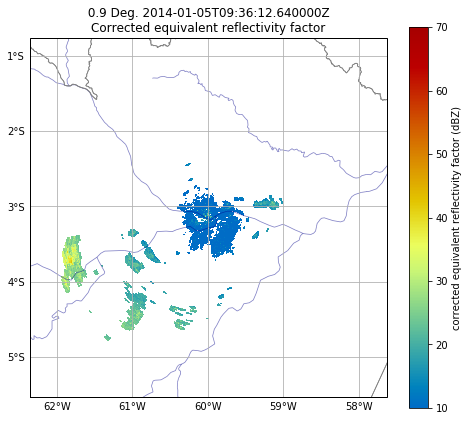 0.9 Deg. 2014-01-05T09:36:12.640000Z
Corrected equivalent reflectivity factor
1°S
2°S
3°S
4°S
5°S
62°W 61°W 60°W 59°W 58°W
70
60
50
40
30
20
10
corrected equivalent reflectivity factor (dBZ)